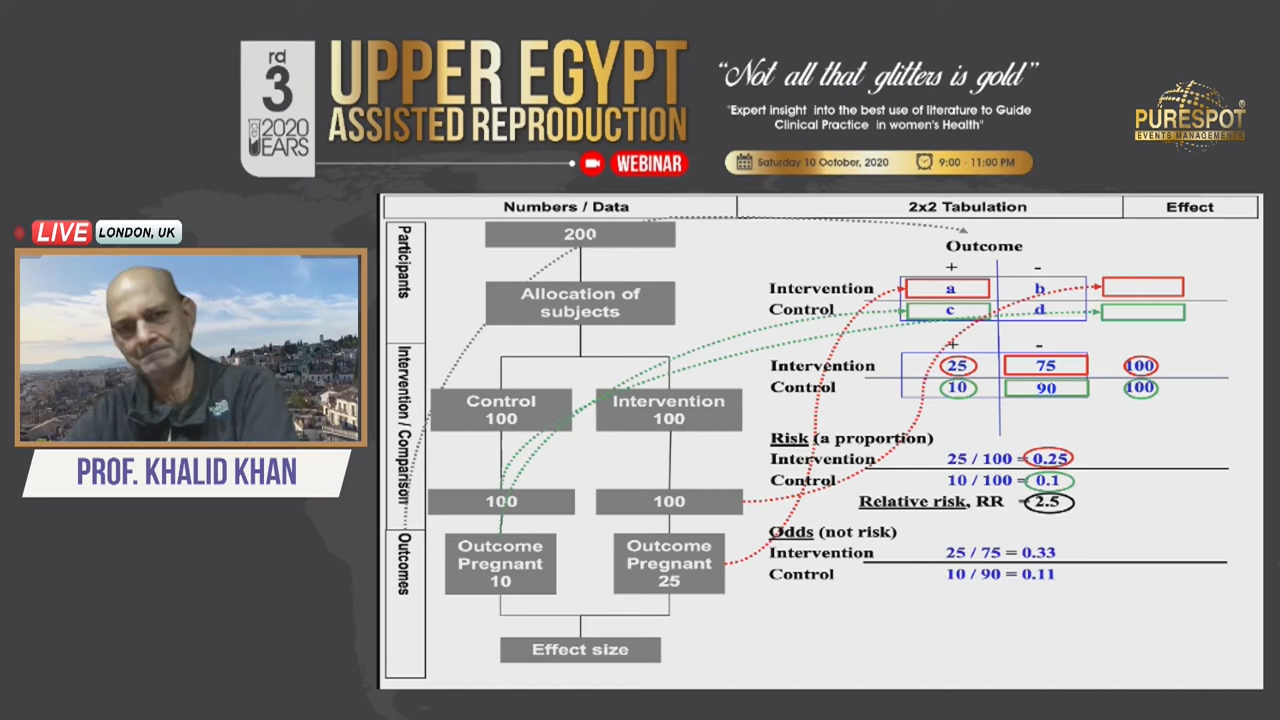 rd
3
2020
EARS
UPPER EGYPT
ASSISTED REPRODUCTION
WEBINAR
“Not all that glitters is gold”
"Expert insight into the best use of literature to Guide
Clinical Practice in women's Health"
Saturday 10 October, 2020
9:00 - 11:00 PM
PURESPOT
EVENTS MANAGEMENTS
LIVE
LONDON, UK
PROF. KHALID KHAN
Numbers / Data
2x2 Tabulation
Effect
Participants
Intervention / Comparison
Outcomes
200
Allocation of
subjects
Control
100
Intervention
100
100
100
Outcome
Pregnant
10
Outcome
Pregnant
25
Effect size
Outcome
+ -
Intervention a b
Control c d
+ -
Intervention 25 75 100
Control 10 90 100
Risk (a proportion)
Intervention 25 / 100 = 0.25
Control 10 / 100 = 0.1
Relative risk, RR = 2.5
Odds (not risk)
Intervention 25 / 75 = 0.33
Control 10 / 90 = 0.11